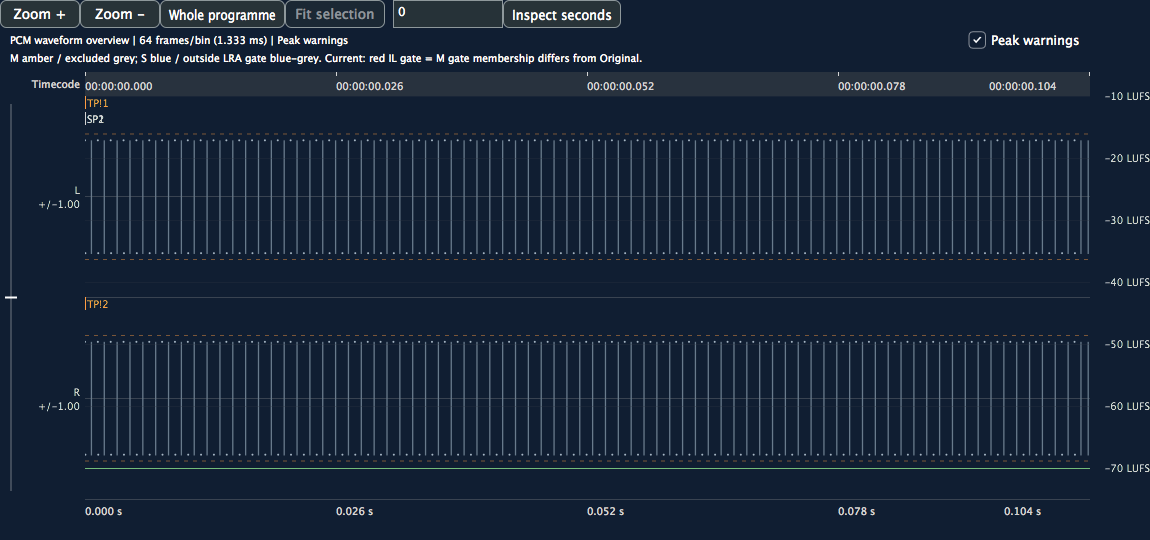 Zoom + Zoom – Whole programme Fit selection 0 Inspect seconds
PCM waveform overview | 64 frames/bin (1.333 ms) | Peak warnings
Peak warnings
M amber / excluded grey; S blue / outside LRA gate blue-grey. Current: red IL gate = M gate membership differs from Original.
Timecode 00:00:00.000 00:00:00.026 00:00:00.052 00:00:00.078 00:00:00.104
-10 LUFS
TP!1
SP2
-20 LUFS
L
+/-1.00
-30 LUFS
-40 LUFS
TP!2
-50 LUFS
R
+/-1.00
-60 LUFS
-70 LUFS
0.000 s 0.026 s 0.052 s 0.078 s 0.104 s